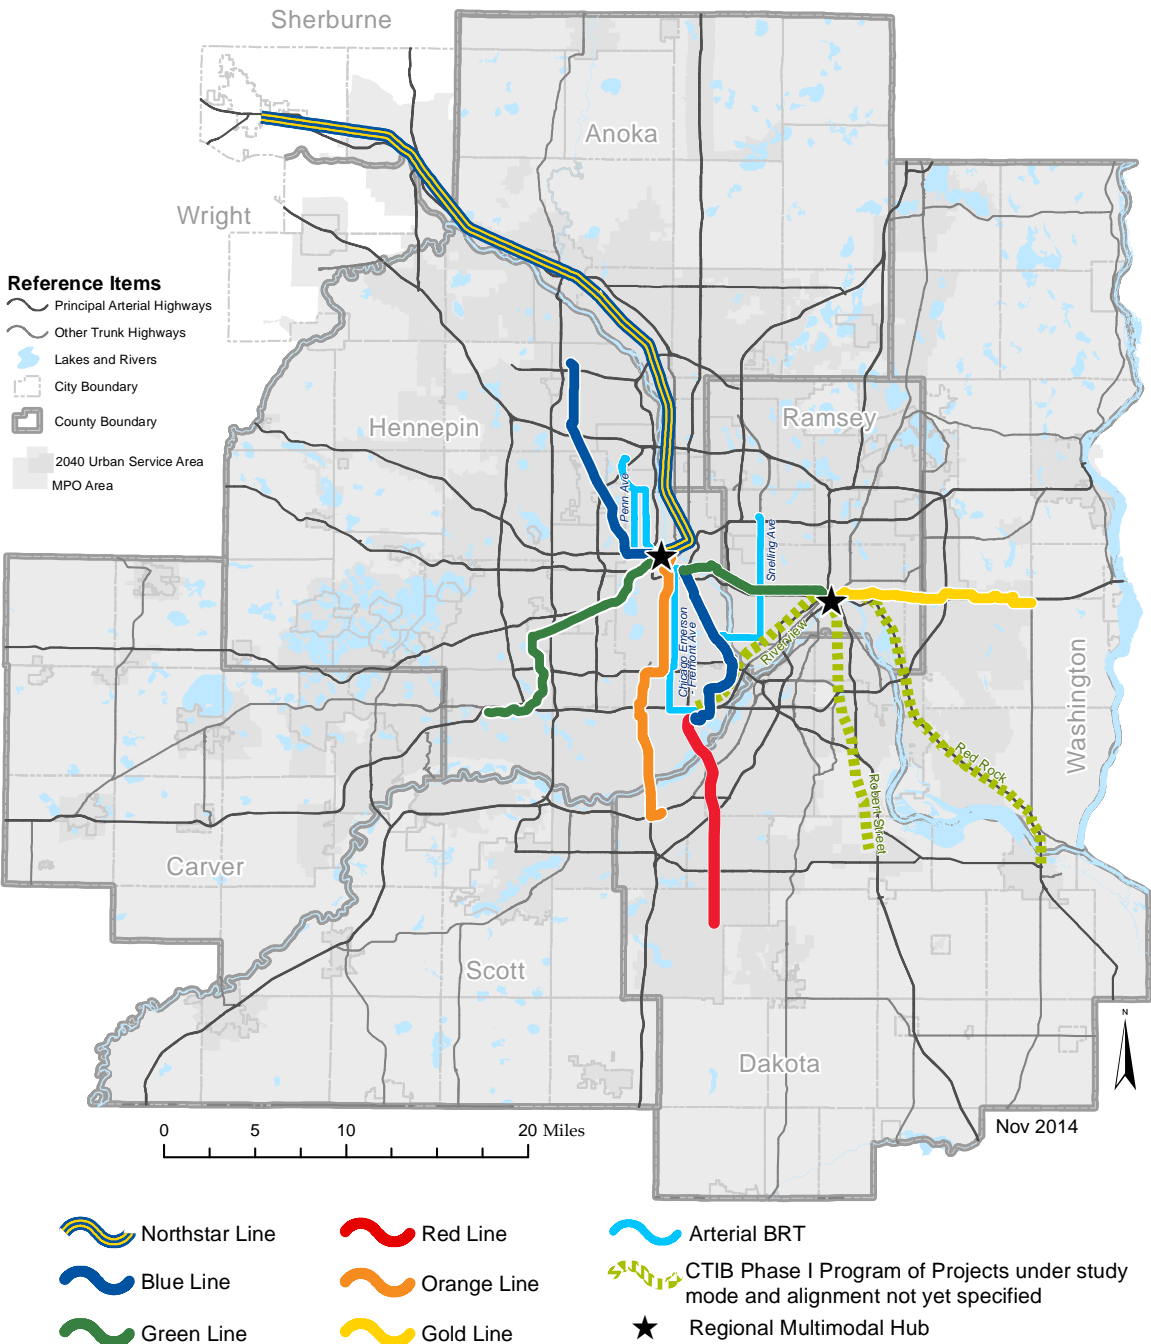 Sherburne
Anoka
Wright
Reference Items
Principal Arterial Highways
Other Trunk Highways
Lakes and Rivers
City Boundary
County Boundary
2040 Urban Service Area
MPO Area
Hennepin
Ramsey
Penn Ave
Snelling Ave
Chicago Emerson
- Fremont Ave
Riverview
Washington
Red Rock
Robert Street
Carver
Scott
Dakota
N
Nov 2014
0 5 10 20 Miles
Northstar Line
Red Line
Arterial BRT
Blue Line
Orange Line
CTIB Phase I Program of Projects under study
mode and alignment not yet specified
Green Line
Gold Line
Regional Multimodal Hub